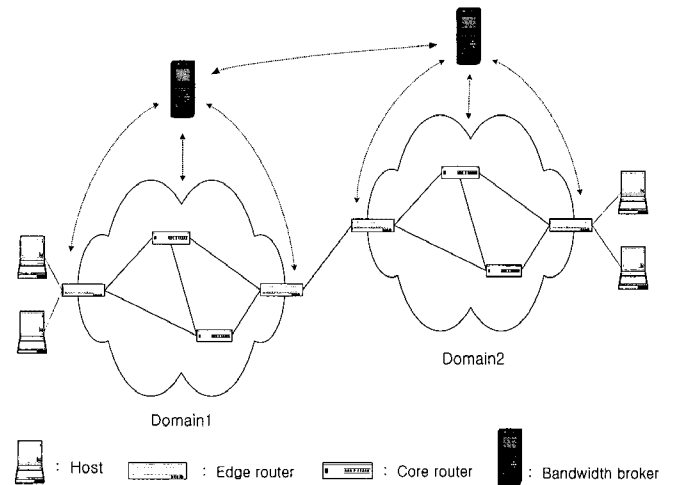 Domain2
Domain1
: Host
: Edge router
: Core router
: Bandwidth broker